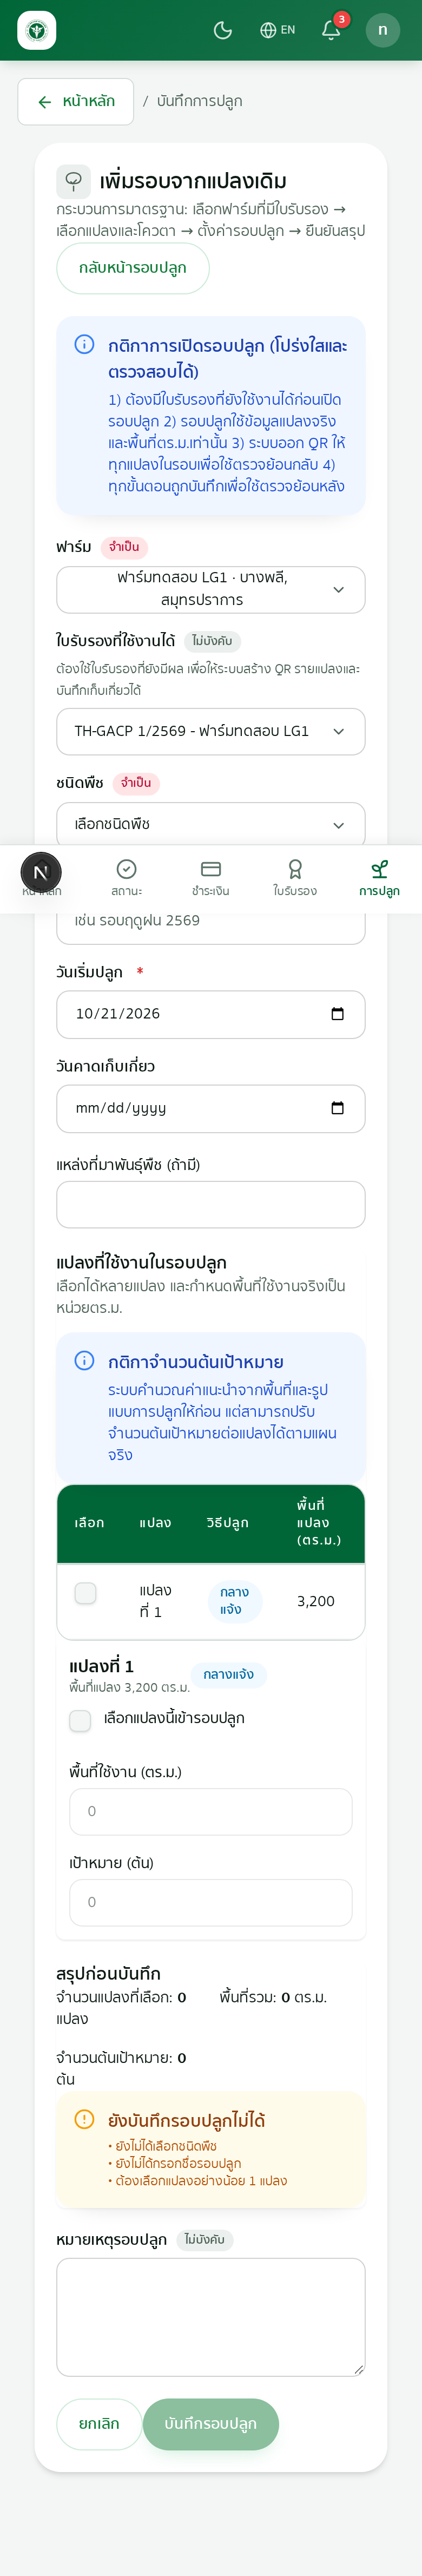 EN
3
ก
← หน้าหลัก / บันทึกการปลูก
เพิ่มรอบจากแปลงเดิม
กระบวนการมาตรฐาน: เลือกฟาร์มที่มีใบรับรอง →
เลือกแปลงและโควตา → ตั้งค่ารอบปลูก → ยืนยันสรุป
กลับหน้ารอบปลูก
กติกาการเปิดรอบปลูก (โปร่งใสและ
ตรวจสอบได้)
1) ต้องมีใบรับรองที่ยังใช้งานได้ก่อนเปิด
รอบปลูก 2) รอบปลูกใช้ข้อมูลแปลงจริง
และพื้นที่ตร.ม.เท่านั้น 3) ระบบออก QR ให้
ทุกแปลงในรอบเพื่อใช้ตรวจย้อนกลับ 4)
ทุกขั้นตอนถูกบันทึกเพื่อใช้ตรวจย้อนหลัง
ฟาร์ม จำเป็น
ฟาร์มทดสอบ LG1 · บางพลี,
สมุทรปราการ
ใบรับรองที่ใช้งานได้ ไม่บังคับ
ต้องใช้ใบรับรองที่ยังมีผล เพื่อให้ระบบสร้าง QR รายแปลงและ
บันทึกเก็บเกี่ยวได้
TH-GACP 1/2569 - ฟาร์มทดสอบ LG1
ชนิดพืช จำเป็น
เลือกชนิดพืช
N
สถานะ ชำระเงิน ใบรับรอง การปลูก
เช่น รอบฤดูฝน 2569
วันเริ่มปลูก *
10/21/2026
วันคาดเก็บเกี่ยว
mm/dd/yyyy
แหล่งที่มาพันธุ์พืช (ถ้ามี)
แปลงที่ใช้งานในรอบปลูก
เลือกได้หลายแปลง และกำหนดพื้นที่ใช้งานจริงเป็น
หน่วยตร.ม.
กติกาจำนวนต้นเป้าหมาย
ระบบคำนวณค่าแนะนำจากพื้นที่และรูป
แบบการปลูกให้ก่อน แต่สามารถปรับ
จำนวนต้นเป้าหมายต่อแปลงได้ตามแผน
จริง
เลือก แปลง วิธีปลูก พื้นที่
แปลง
(ตร.ม.)
แปลง
ที่ 1
กลาง
แจ้ง
3,200
แปลงที่ 1
พื้นที่แปลง 3,200 ตร.ม.
กลางแจ้ง
เลือกแปลงนี้เข้ารอบปลูก
พื้นที่ใช้งาน (ตร.ม.)
0
เป้าหมาย (ต้น)
0
สรุปก่อนบันทึก
จำนวนแปลงที่เลือก: 0
แปลง
พื้นที่รวม: 0 ตร.ม.
จำนวนต้นเป้าหมาย: 0
ต้น
ยังบันทึกรอบปลูกไม่ได้
• ยังไม่ได้เลือกชนิดพืช
• ยังไม่ได้กรอกชื่อรอบปลูก
• ต้องเลือกแปลงอย่างน้อย 1 แปลง
หมายเหตุรอบปลูก ไม่บังคับ
ยกเลิก บันทึกรอบปลูก